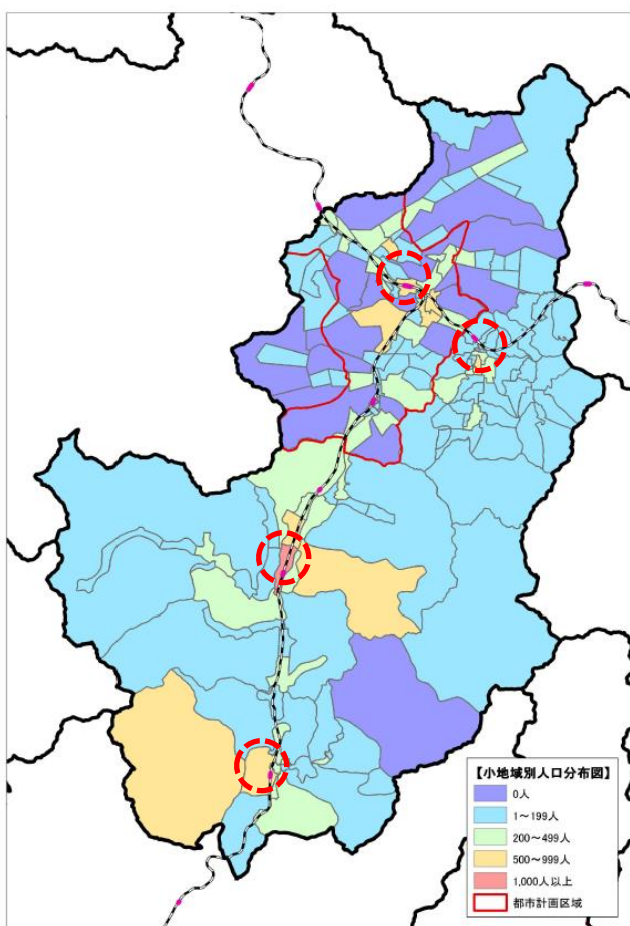 【小地域別人口分布図】
0人
1～199人
200～499人
500～999人
1,000人以上
都市計画区域